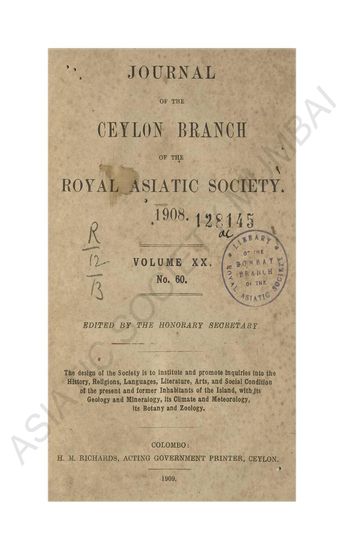 JOURNAL
OF THE
CEYLON BRANCH
OF THE
ROYAL ASIATIC SOCIETY.
1908.
128145
ac
R
12
13
VOLUME XX.
No. 60.
LIBRARY
OF THE
BOMBAY
BRANCH
OF THE
ROYAL ASIATIC SOCIETY
EDITED BY THE HONORARY SECRETARY
The design of the Society is to institute and promote inquiries into the
History, Religions, Languages, Literature, Arts, and Social Condition
of the present and former Inhabitants of the Island, with its
Geology and Mineralogy, its Climate and Meteorology,
its Botany and Zoology.
COLOMBO:
H. M. RICHARDS, ACTING GOVERNMENT PRINTER, CEYLON.
1909.
ASIATIC SOCIETY MUMBAI